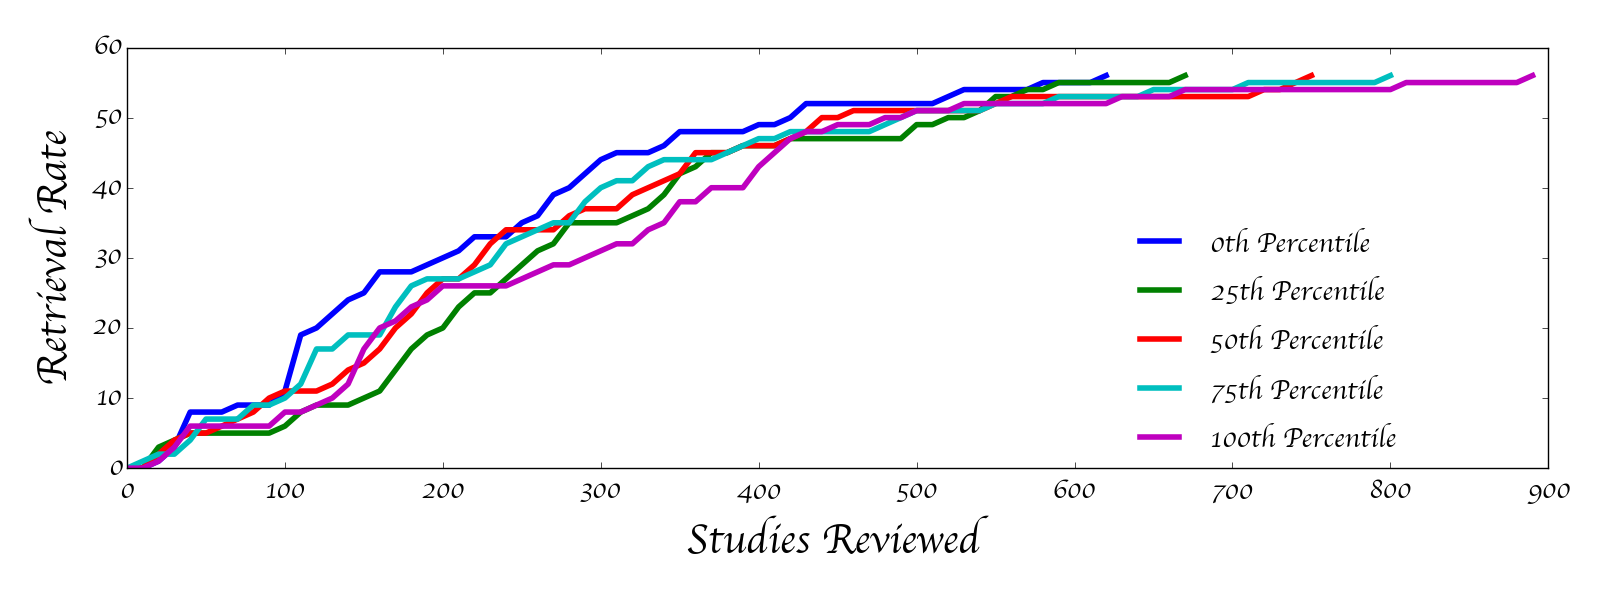 60
50
40
30
20
10
0
Retrieval Rate
0th Percentile
25th Percentile
50th Percentile
75th Percentile
100th Percentile
0 100 200 300 400 500 600 700 800 900
Studies Reviewed